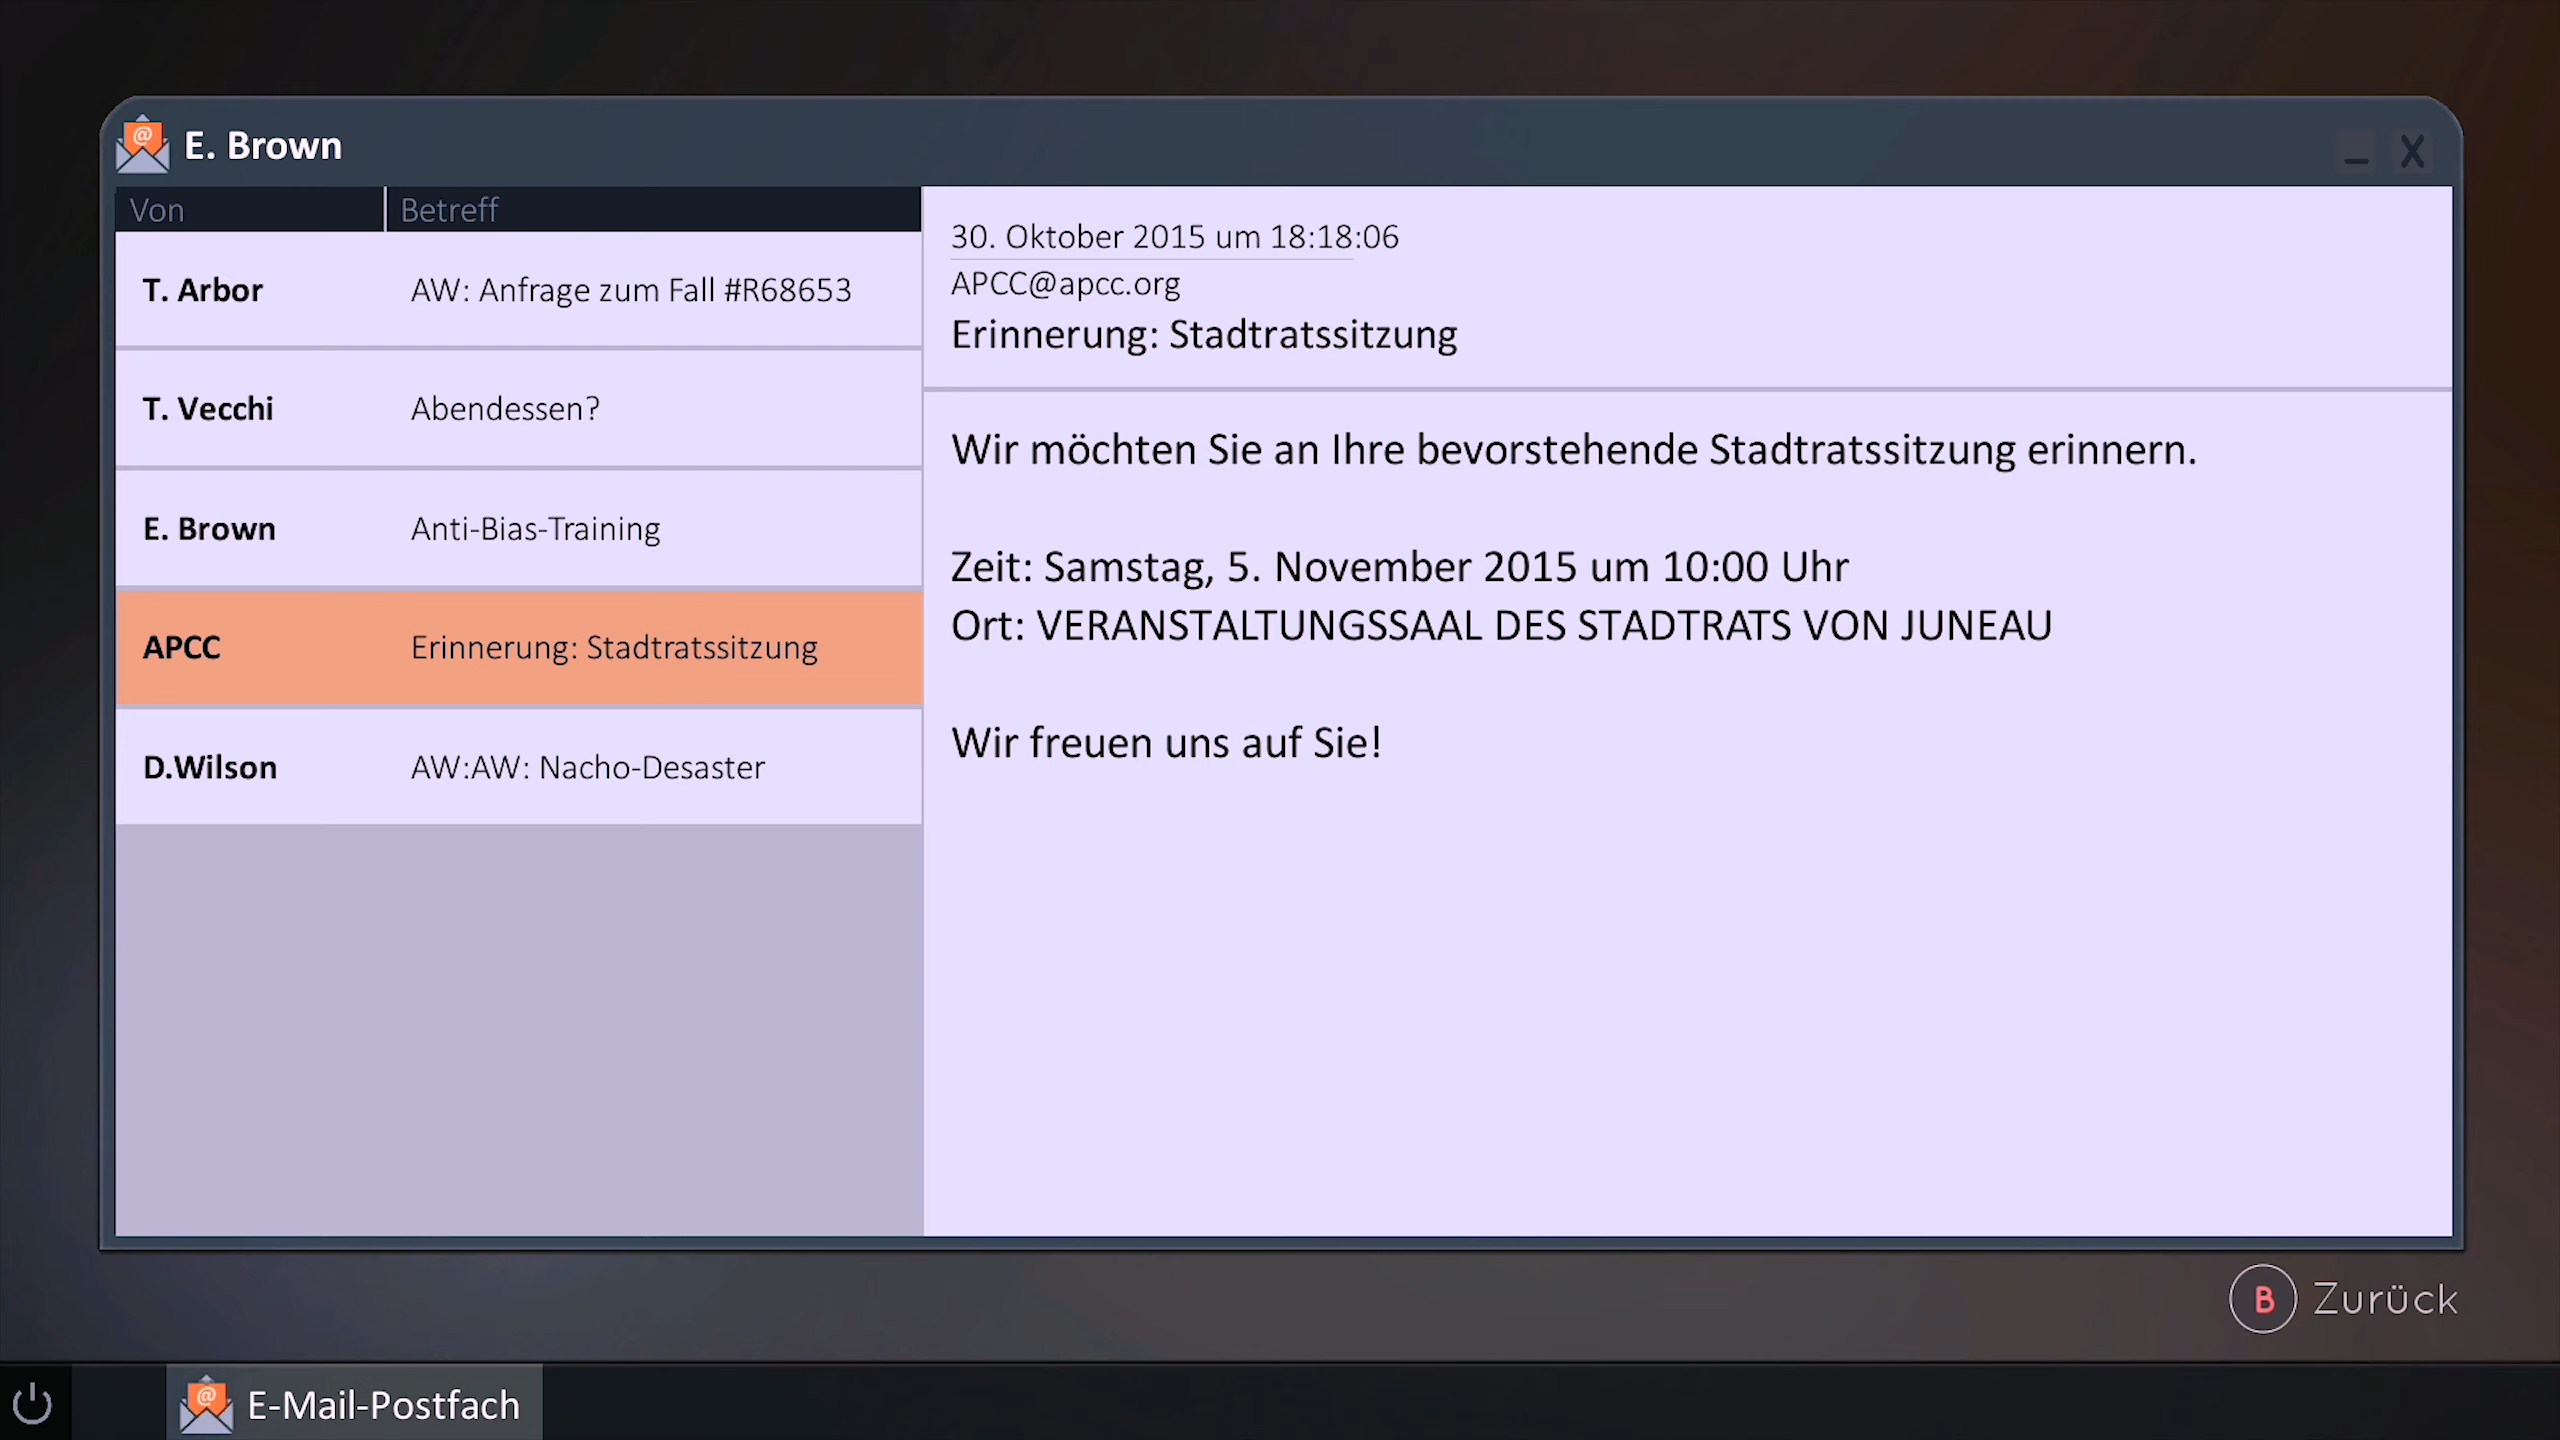 E. Brown
Von Betreff
T. Arbor AW: Anfrage zum Fall #R68653
T. Vecchi Abendessen?
E. Brown Anti-Bias-Training
APCC Erinnerung: Stadtratssitzung
D.Wilson AW:AW: Nacho-Desaster
30. Oktober 2015 um 18:18:06
APCC@apcc.org
Erinnerung: Stadtratssitzung
Wir möchten Sie an Ihre bevorstehende Stadtratssitzung erinnern.
Zeit: Samstag, 5. November 2015 um 10:00 Uhr
Ort: VERANSTALTUNGSSAAL DES STADTRATS VON JUNEAU
Wir freuen uns auf Sie!
B Zurück
E-Mail-Postfach